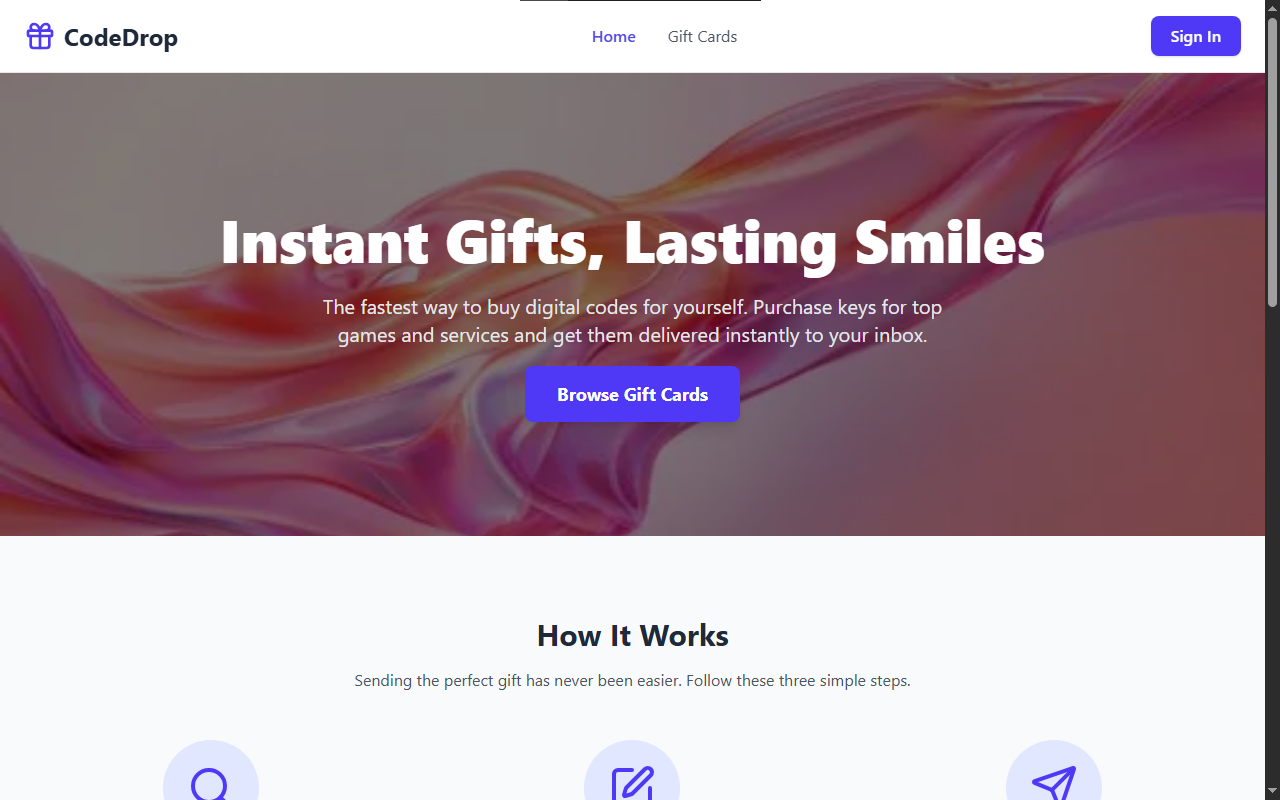 CodeDrop
Home
Gift Cards
Sign In
Instant Gifts, Lasting Smiles
The fastest way to buy digital codes for yourself. Purchase keys for top
games and services and get them delivered instantly to your inbox.
Browse Gift Cards
How It Works
Sending the perfect gift has never been easier. Follow these three simple steps.